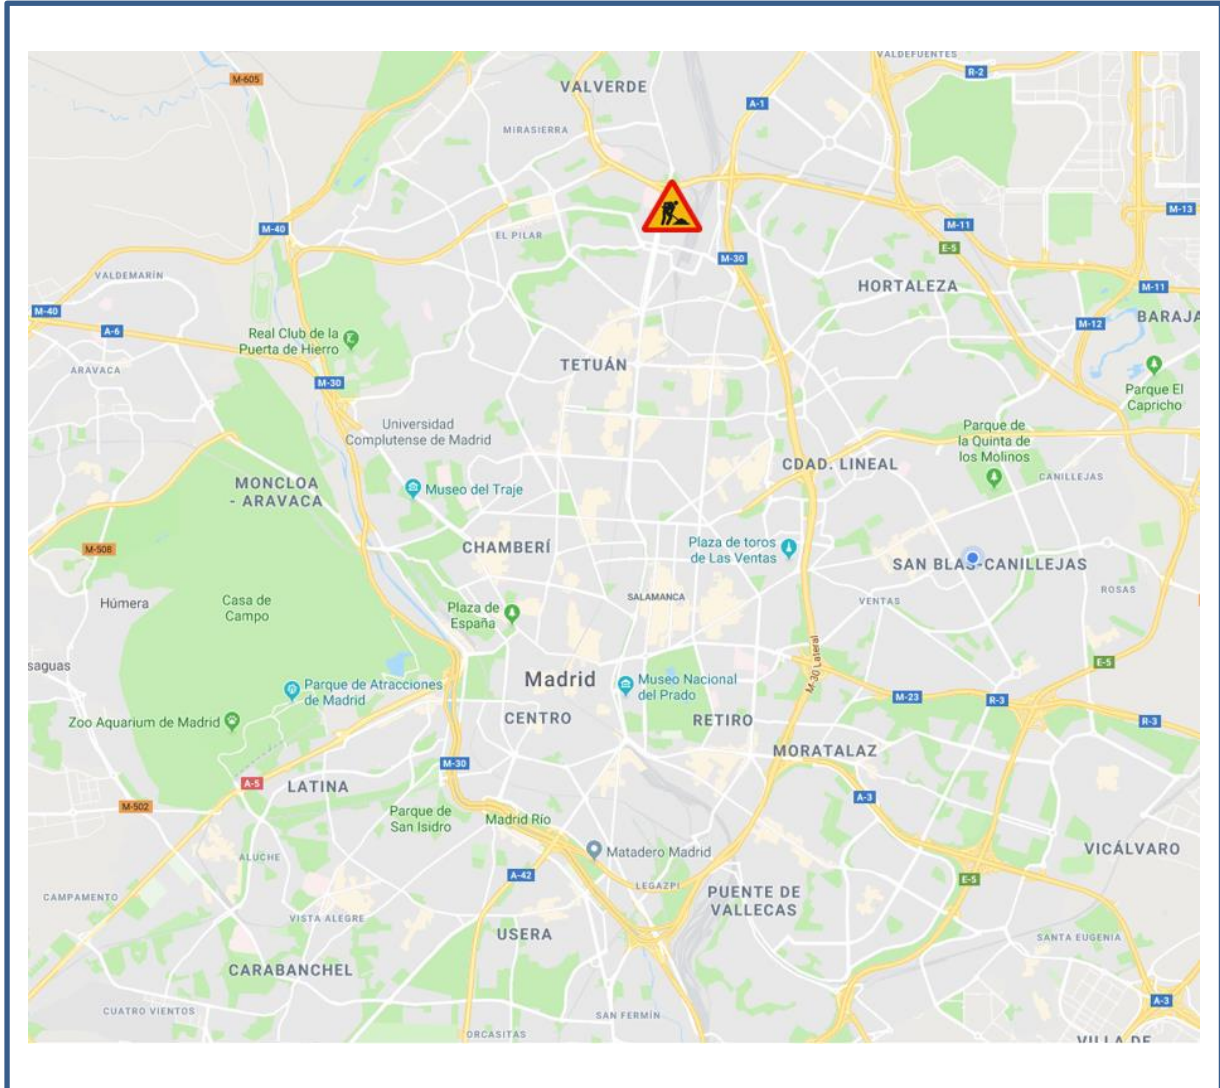 VALDEFUENTES
R-2
M-605
VALVERDE
A-1
MIRASIERRA
M-13
M-40
EL PILAR
M-11
E-5
M-30
VALDEMARÍN
HORTALEZA
M-11
M-40
A-6
BARAJA
M-12
Real Club de la
Puerta de Hierro
TETUÁN
ARAVACA
M-30
Parque El
Capricho
Universidad
Complutense de Madrid
Parque de
la Quinta de
los Molinos
CDAD. LINEAL
CANILLEJAS
MONCLOA
- ARAVACA
Museo del Traje
M-508
CHAMBERÍ
Plaza de toros
de Las Ventas
SAN BLAS-CANILLEJAS
ROSAS
Húmera
Casa de
Campo
Plaza de
España
SALAMANCA
VENTAS
saguas
M-30 Lateral
E-5
Parque de Atracciones
de Madrid
Madrid
Museo Nacional
del Prado
M-23
R-3
Zoo Aquarium de Madrid
CENTRO
RETIRO
R-3
MORATALAZ
M-30
A-5
LATINA
A-3
M-502
Parque de
San Isidro
Madrid Río
Matadero Madrid
VICÁLVARO
ALUCHE
A-42
E-5
LEGAZPI
CAMPAMENTO
PUENTE DE
VALLECAS
VISTA ALEGRE
USERA
SANTA EUGENIA
CARABANCHEL
A-3
CUATRO VIENTOS
SAN FERMÍN
ORCASITAS
VILLA DE